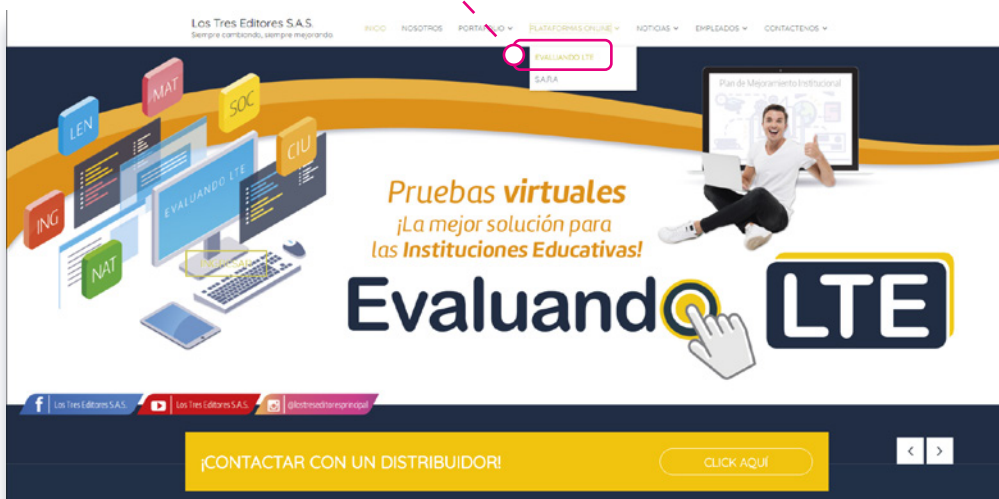 Los Tres Editores S.A.S.
Siempre cambiando, siempre mejorando
INICIO NOSOTROS PORTAFOLIO PLATAFORMAS ONLINE NOTICIAS EMPLEADOS CONTACTENOS
EVALUANDO LTE
S.A.R.A
Plan de Mejoramiento Institucional
MAT
SOC
LEN
CIU
EVALUANDO LTE
ING
NAT
INGRESAR
Pruebas virtuales
¡La mejor solución para
las Instituciones Educativas!
Evaluando LTE
Los Tres Editores S.A.S.
Los Tres Editores S.A.S.
@lostreseditoresprincipal
¡CONTACTAR CON UN DISTRIBUIDOR!
CLICK AQUÍ